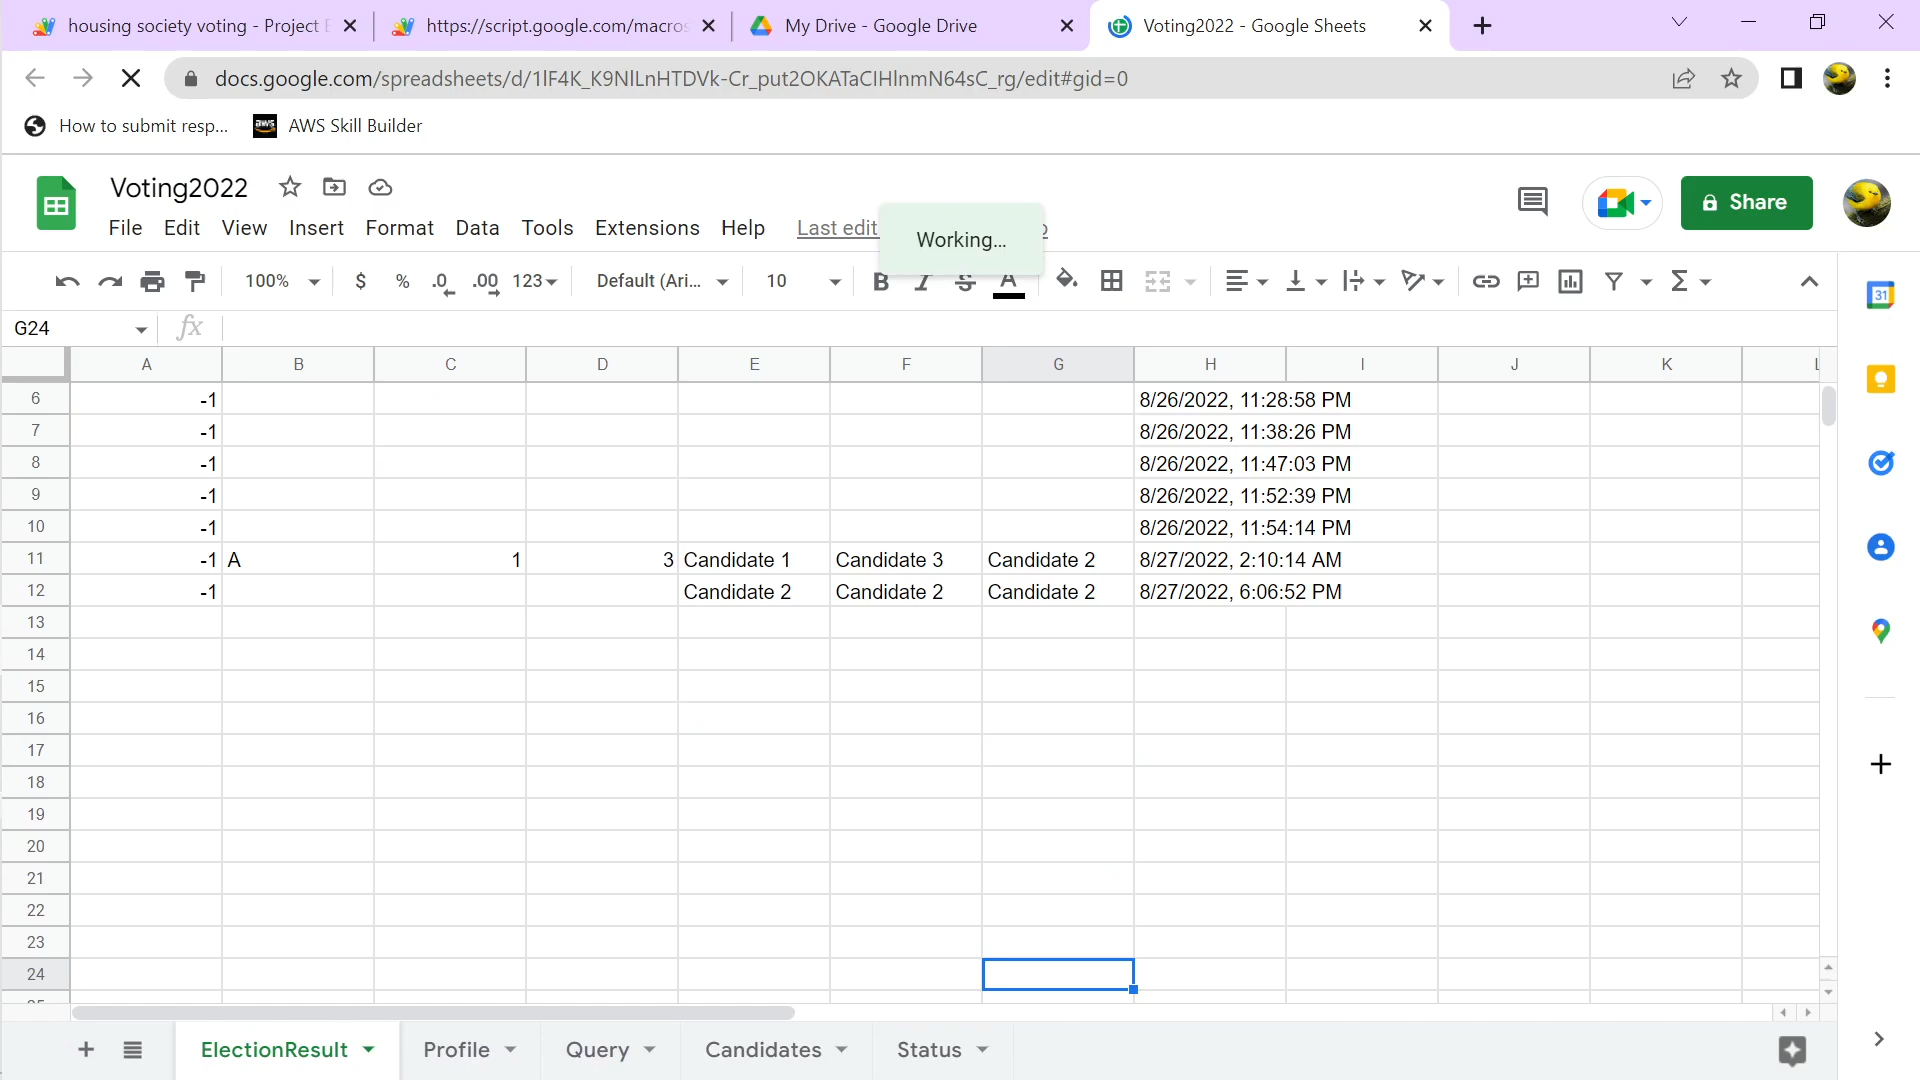 housing society voting - Project E
https://script.google.com/macros
My Drive - Google Drive
Voting2022 - Google Sheets
docs.google.com/spreadsheets/d/1lF4K_K9NlLnHTDVk-Cr_put2OKATaCIHlnmN64sC_rg/edit#gid=0
How to submit resp...
aws AWS Skill Builder
Voting2022
Share
File Edit View Insert Format Data Tools Extensions Help Last edit
Working...
100% $ % .0 .00 123 Default (Ari... 10 B I S A
31
G24 fx
A B C D E F G H I J K
6 -1 8/26/2022, 11:28:58 PM
7 -1 8/26/2022, 11:38:26 PM
8 -1 8/26/2022, 11:47:03 PM
9 -1 8/26/2022, 11:52:39 PM
10 -1 8/26/2022, 11:54:14 PM
11 -1 A 1 3 Candidate 1 Candidate 3 Candidate 2 8/27/2022, 2:10:14 AM
12 -1 Candidate 2 Candidate 2 Candidate 2 8/27/2022, 6:06:52 PM
13
14
15
16
17
18
19
20
21
22
23
24
ElectionResult Profile Query Candidates Status